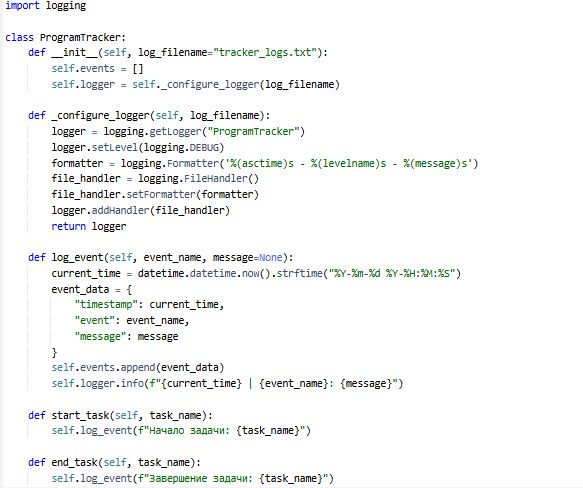 import logging
class ProgramTracker:
    def __init__(self, log_filename="tracker_logs.txt"):
        self.events = []
        self.logger = self._configure_logger(log_filename)
    def _configure_logger(self, log_filename):
        logger = logging.getLogger("ProgramTracker")
        logger.setLevel(logging.DEBUG)
        formatter = logging.Formatter('%(asctime)s - %(levelname)s - %(message)s')
        file_handler = logging.FileHandler()
        file_handler.setFormatter(formatter)
        logger.addHandler(file_handler)
        return logger
    def log_event(self, event_name, message=None):
        current_time = datetime.datetime.now().strftime("%Y-%m-%d %Y-%H:%M:%S")
        event_data = {
            "timestamp": current_time,
            "event": event_name,
            "message": message
        }
        self.events.append(event_data)
        self.logger.info(f"{current_time} | {event_name}: {message}")
    def start_task(self, task_name):
        self.log_event(f"Начало задачи: {task_name}")
    def end_task(self, task_name):
        self.log_event(f"Завершение задачи: {task_name}")